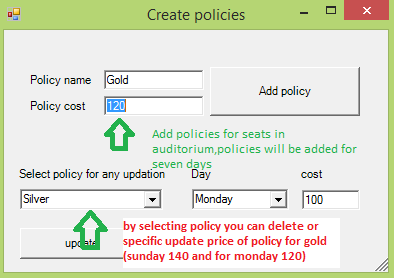 Create policies
Policy name Gold
Policy cost 120
Add policy
Add policies for seats in
auditorium,policies will be added for
seven days
Select policy for any updation Day cost
Silver Monday 100
update
by selecting policy you can delete or
specific update price of policy for gold
(sunday 140 and for monday 120)